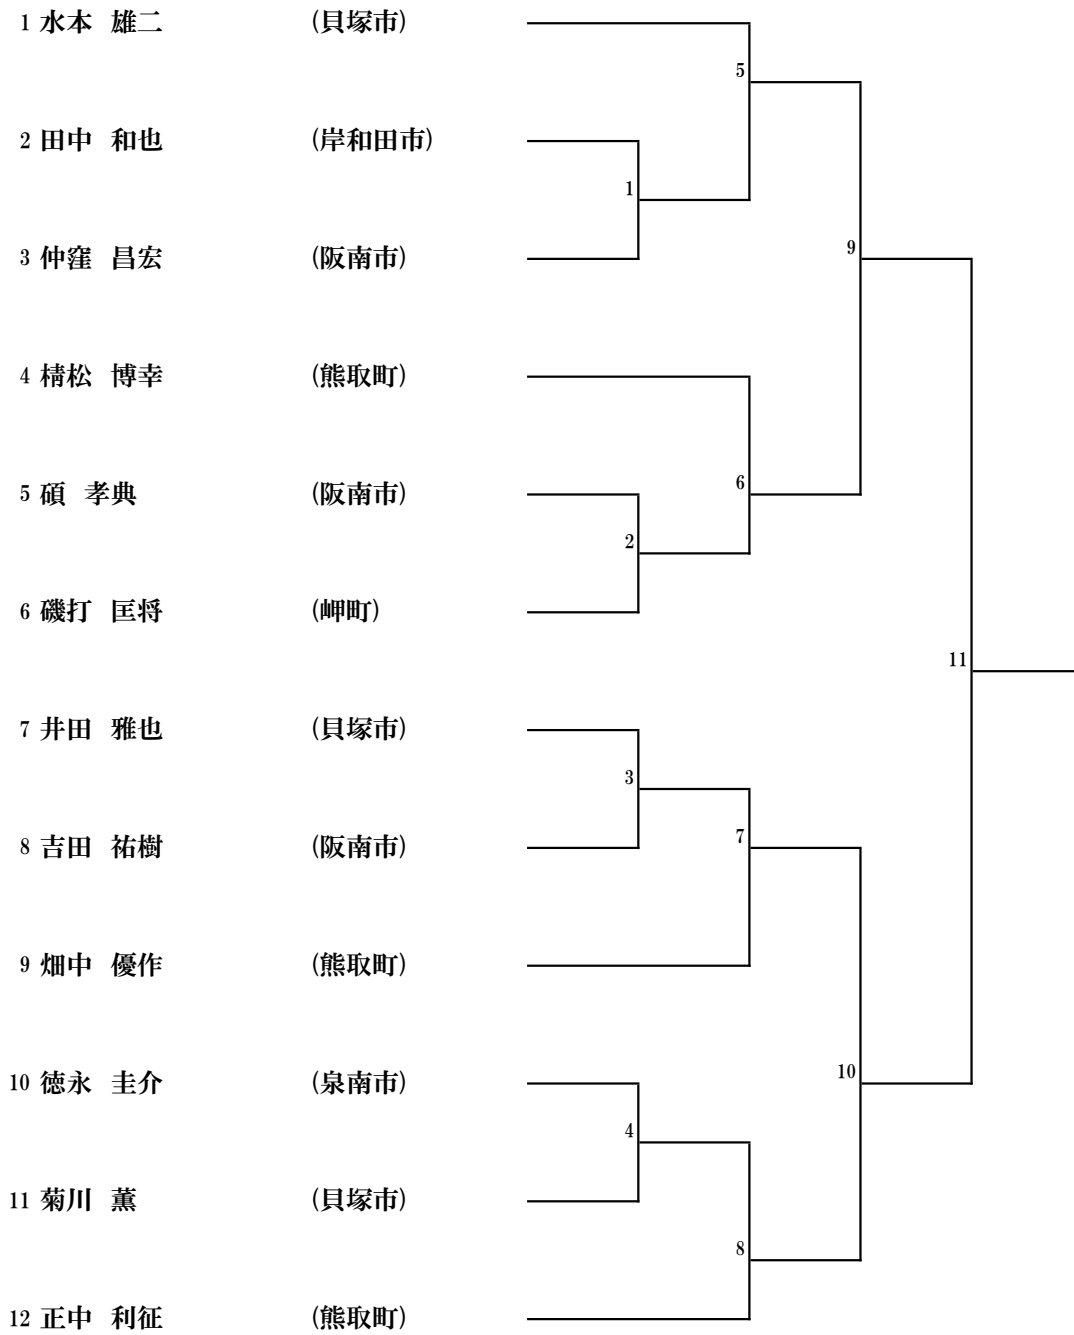 1 水本 雄二 (貝塚市)
5
2 田中 和也 (岸和田市)
1
3 仲窪 昌宏 (阪南市)
9
4 棈松 博幸 (熊取町)
5 碩 孝典 (阪南市)
6
2
6 磯打 匡将 (岬町)
11
7 井田 雅也 (貝塚市)
3
8 吉田 祐樹 (阪南市)
7
9 畑中 優作 (熊取町)
10 徳永 圭介 (泉南市)
10
4
11 菊川 薫 (貝塚市)
8
12 正中 利征 (熊取町)